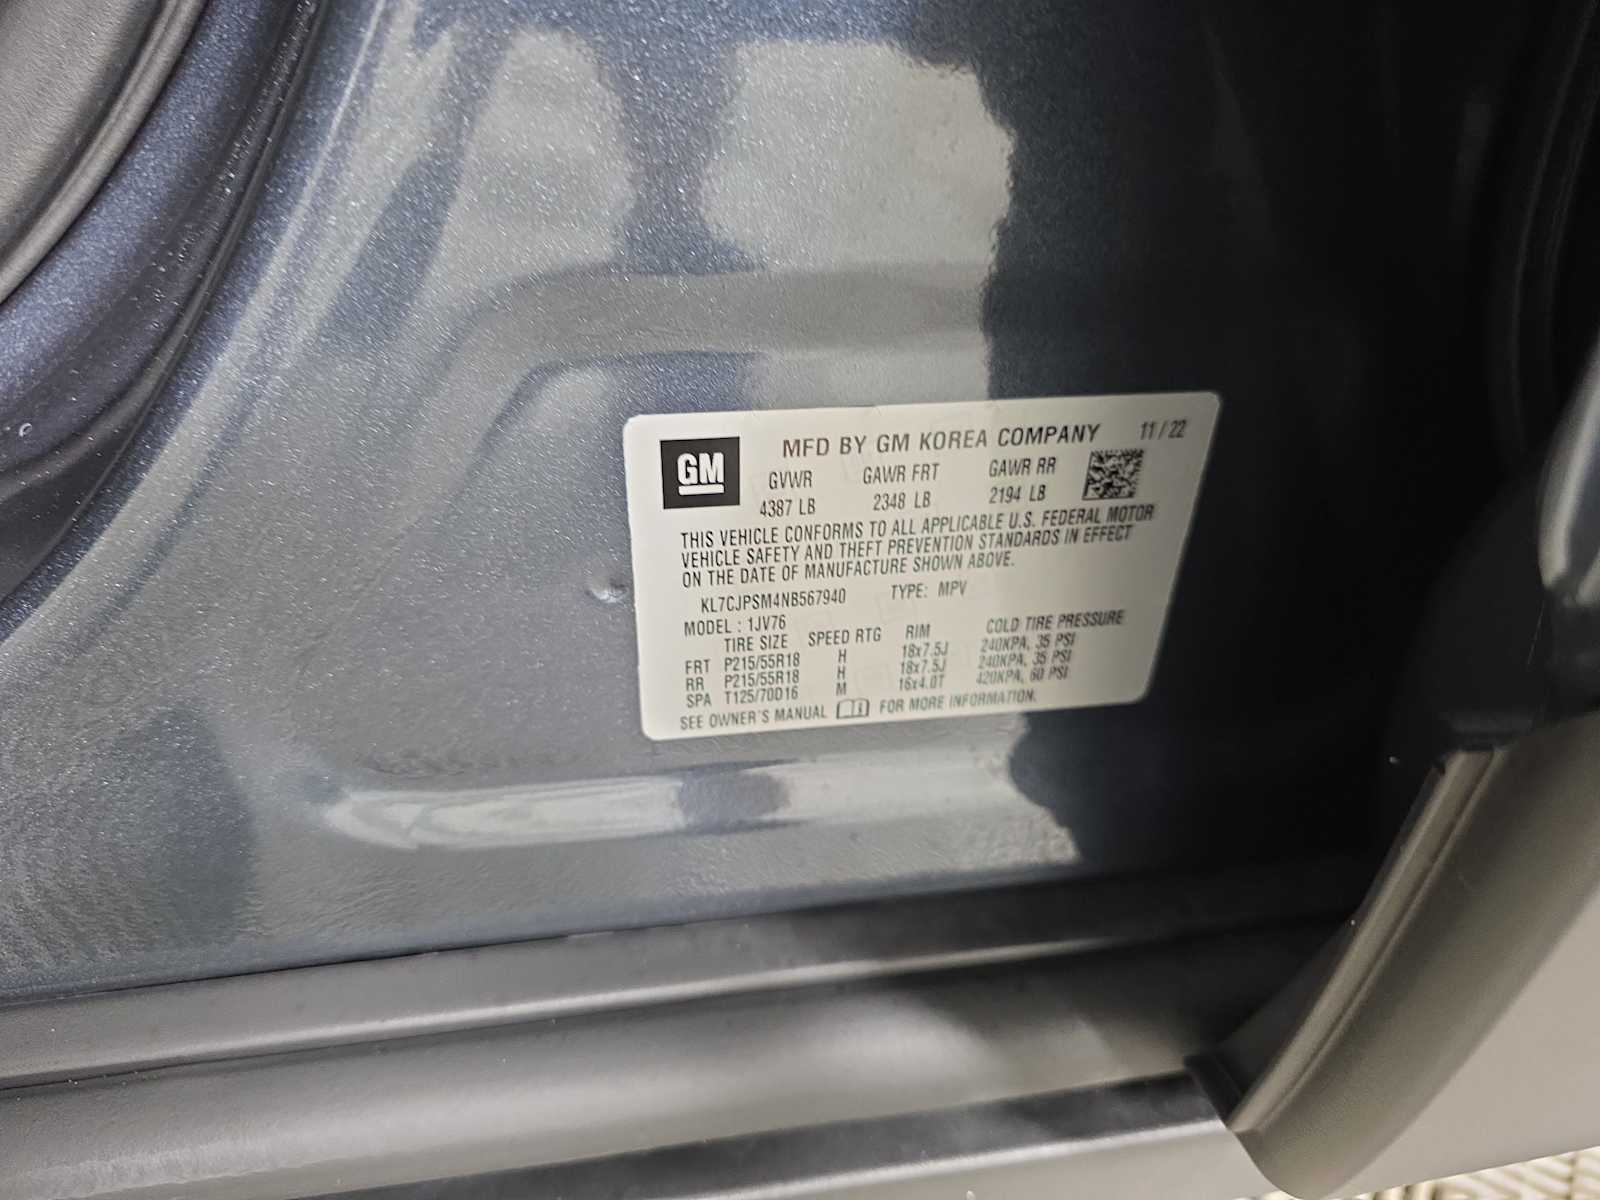 MFD BY GM KOREA COMPANY 11 / 22
GM
GVWR GAWR FRT GAWR RR
4387 LB 2348 LB 2194 LB
THIS VEHICLE CONFORMS TO ALL APPLICABLE U.S. FEDERAL MOTOR
VEHICLE SAFETY AND THEFT PREVENTION STANDARDS IN EFFECT
ON THE DATE OF MANUFACTURE SHOWN ABOVE.
KL7CJPSM4NB567940 TYPE: MPV
MODEL : 1JV76
TIRE SIZE SPEED RTG RIM COLD TIRE PRESSURE
FRT P215/55R18 H 18x7.5J 240KPA, 35 PSI
RR P215/55R18 H 18x7.5J 240KPA, 35 PSI
SPA T125/70D16 M 16x4.0T 420KPA, 60 PSI
SEE OWNER'S MANUAL FOR MORE INFORMATION.